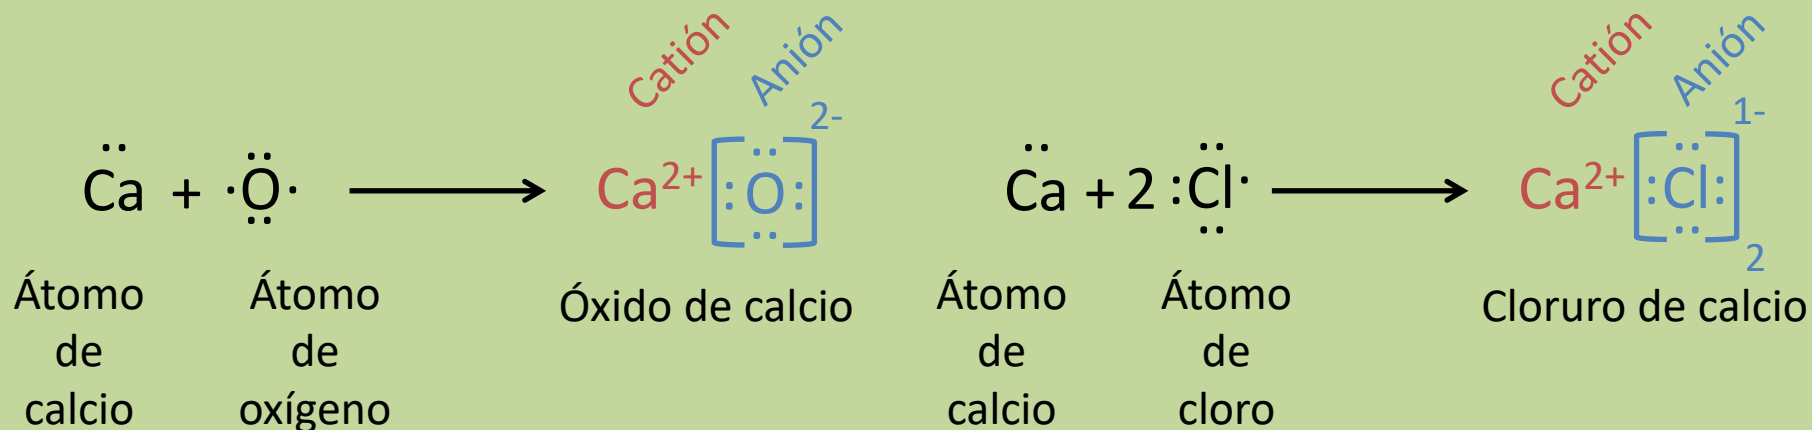 Catión Anión Catión Anión
2- 1-
Ca + ·O· ⟶ Ca²⁺ [:O:] Ca + 2 :Cl· ⟶ Ca²⁺ [:Cl:]
2
Átomo de calcio
Átomo de oxígeno
Óxido de calcio
Átomo de calcio
Átomo de cloro
Cloruro de calcio